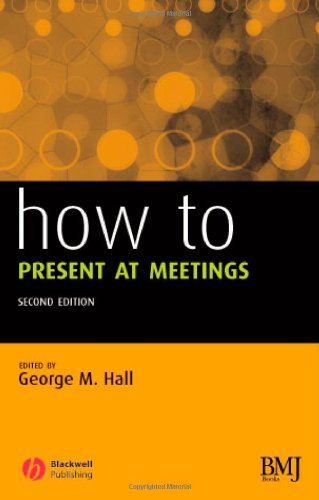 how to
PRESENT AT MEETINGS
SECOND EDITION
EDITED BY
George M. Hall
Blackwell
Publishing
BMJ
Books